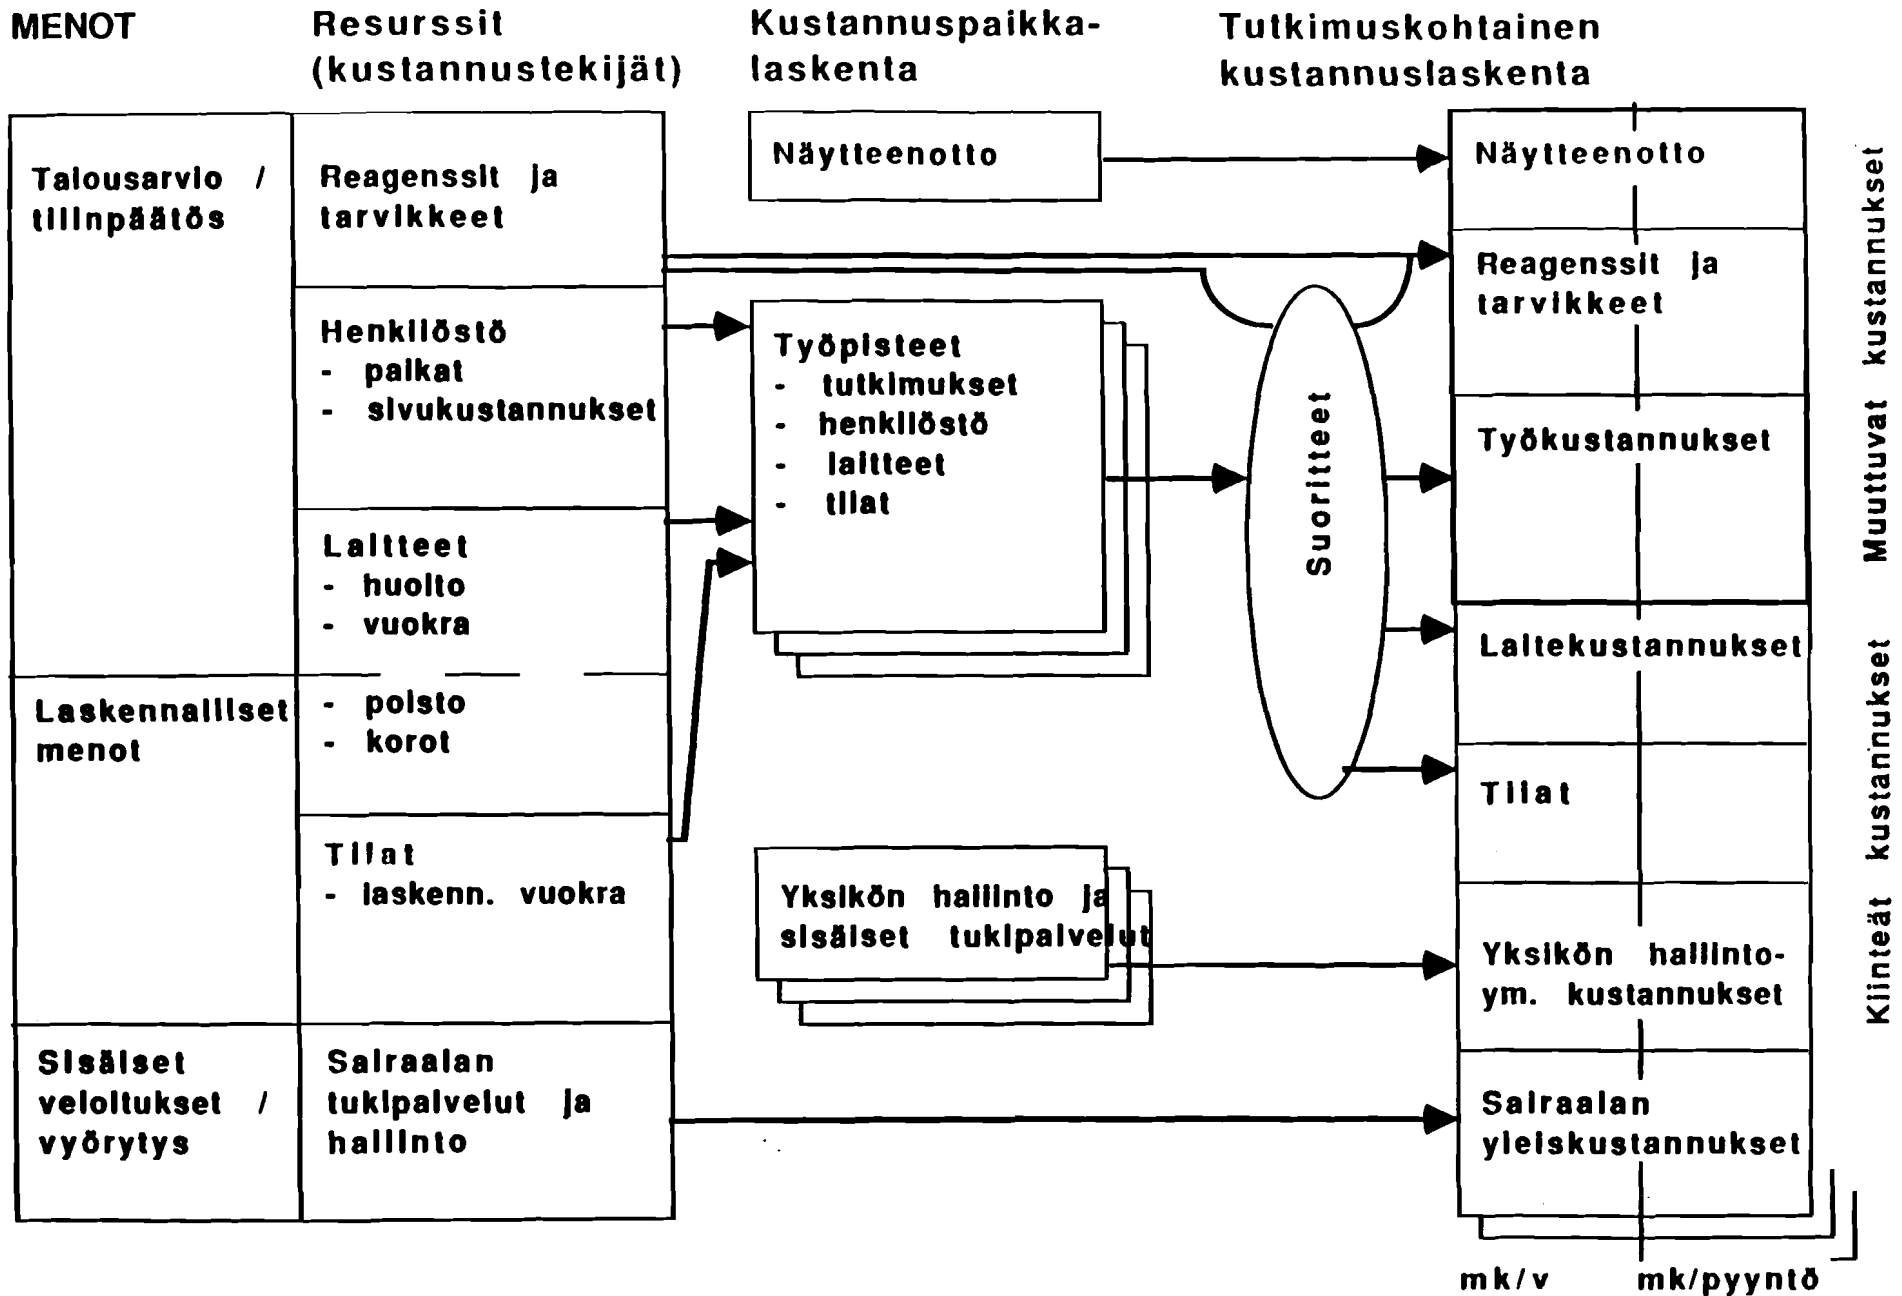 MENOT
Resurssit
(kustannustekijät)
Kustannuspaikka-
laskenta
Tutkimuskohtainen
kustannuslaskenta
Talousarvio /
tilinpäätös
Reagenssit ja
tarvikkeet
Henkilöstö
- palkat
- sivukustannukset
Laitteet
- huolto
- vuokra
Laskennalliset
menot
- poisto
- korot
Tilat
- laskenn. vuokra
Sisäiset
veloitukset /
vyörytys
Sairaalan
tukipalvelut ja
hallinto
Näytteenotto
Työpisteet
- tutkimukset
- henkilöstö
- laitteet
- tilat
Yksikön hallinto ja
sisäiset tukipalvelut
Suoritteet
Näytteenotto
Reagenssit ja
tarvikkeet
Työkustannukset
Laitekustannukset
Tilat
Yksikön hallinto-
ym. kustannukset
Sairaalan
yleiskustannukset
mk/v mk/pyyntö
Muuttuvat kustannukset
Kiinteät kustannukset